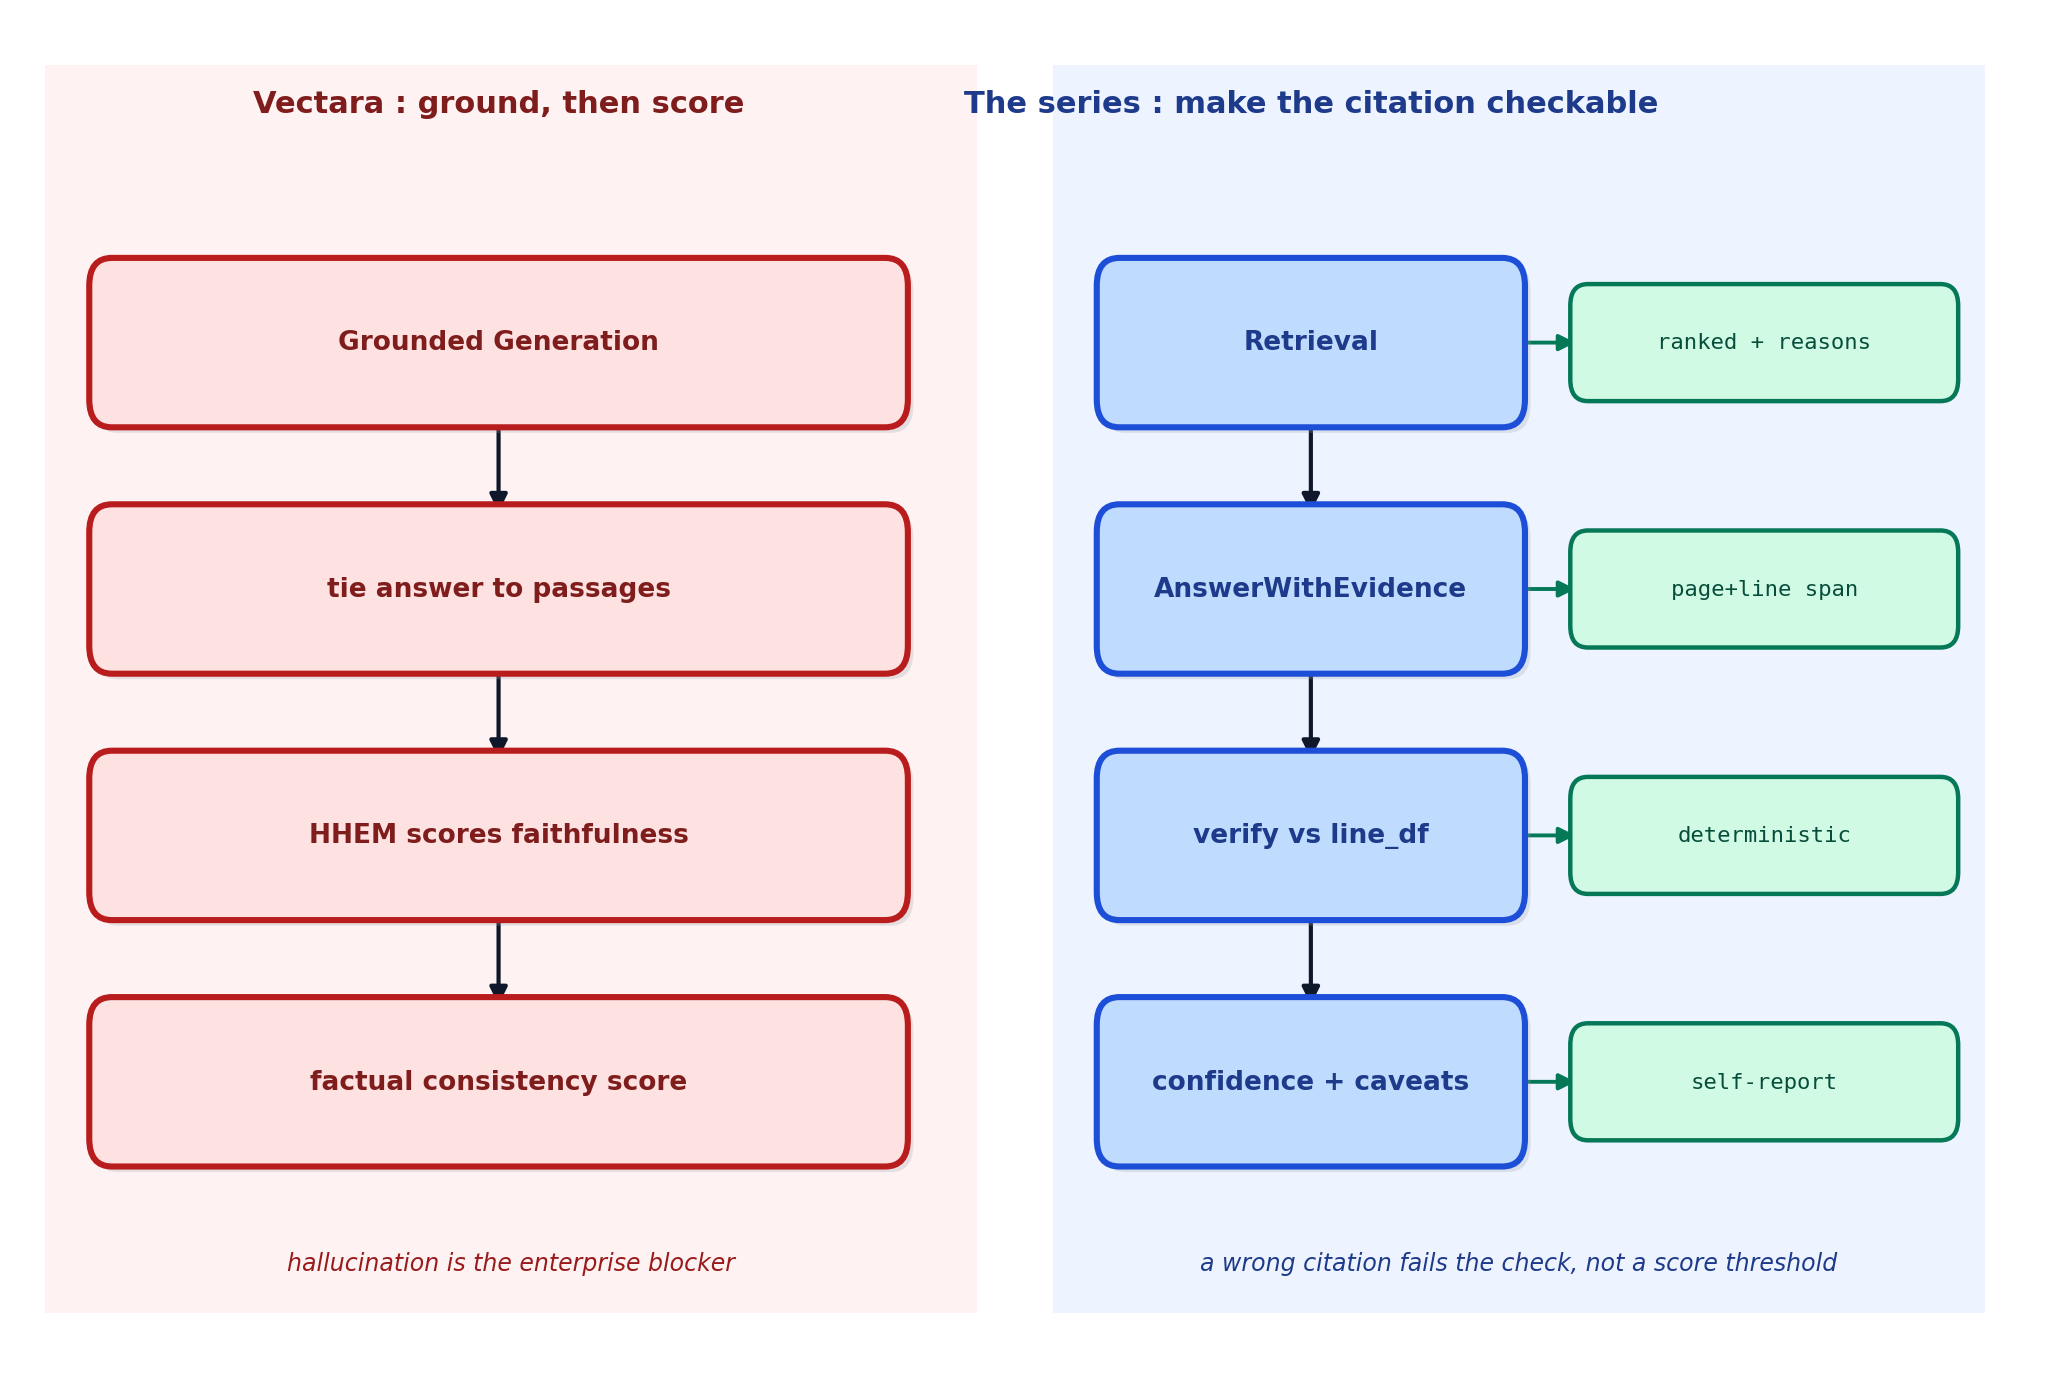 Vectara : ground, then score
Grounded Generation
tie answer to passages
HHEM scores faithfulness
factual consistency score
hallucination is the enterprise blocker
The series : make the citation checkable
Retrieval
ranked + reasons
AnswerWithEvidence
page+line span
verify vs line_df
deterministic
confidence + caveats
self-report
a wrong citation fails the check, not a score threshold